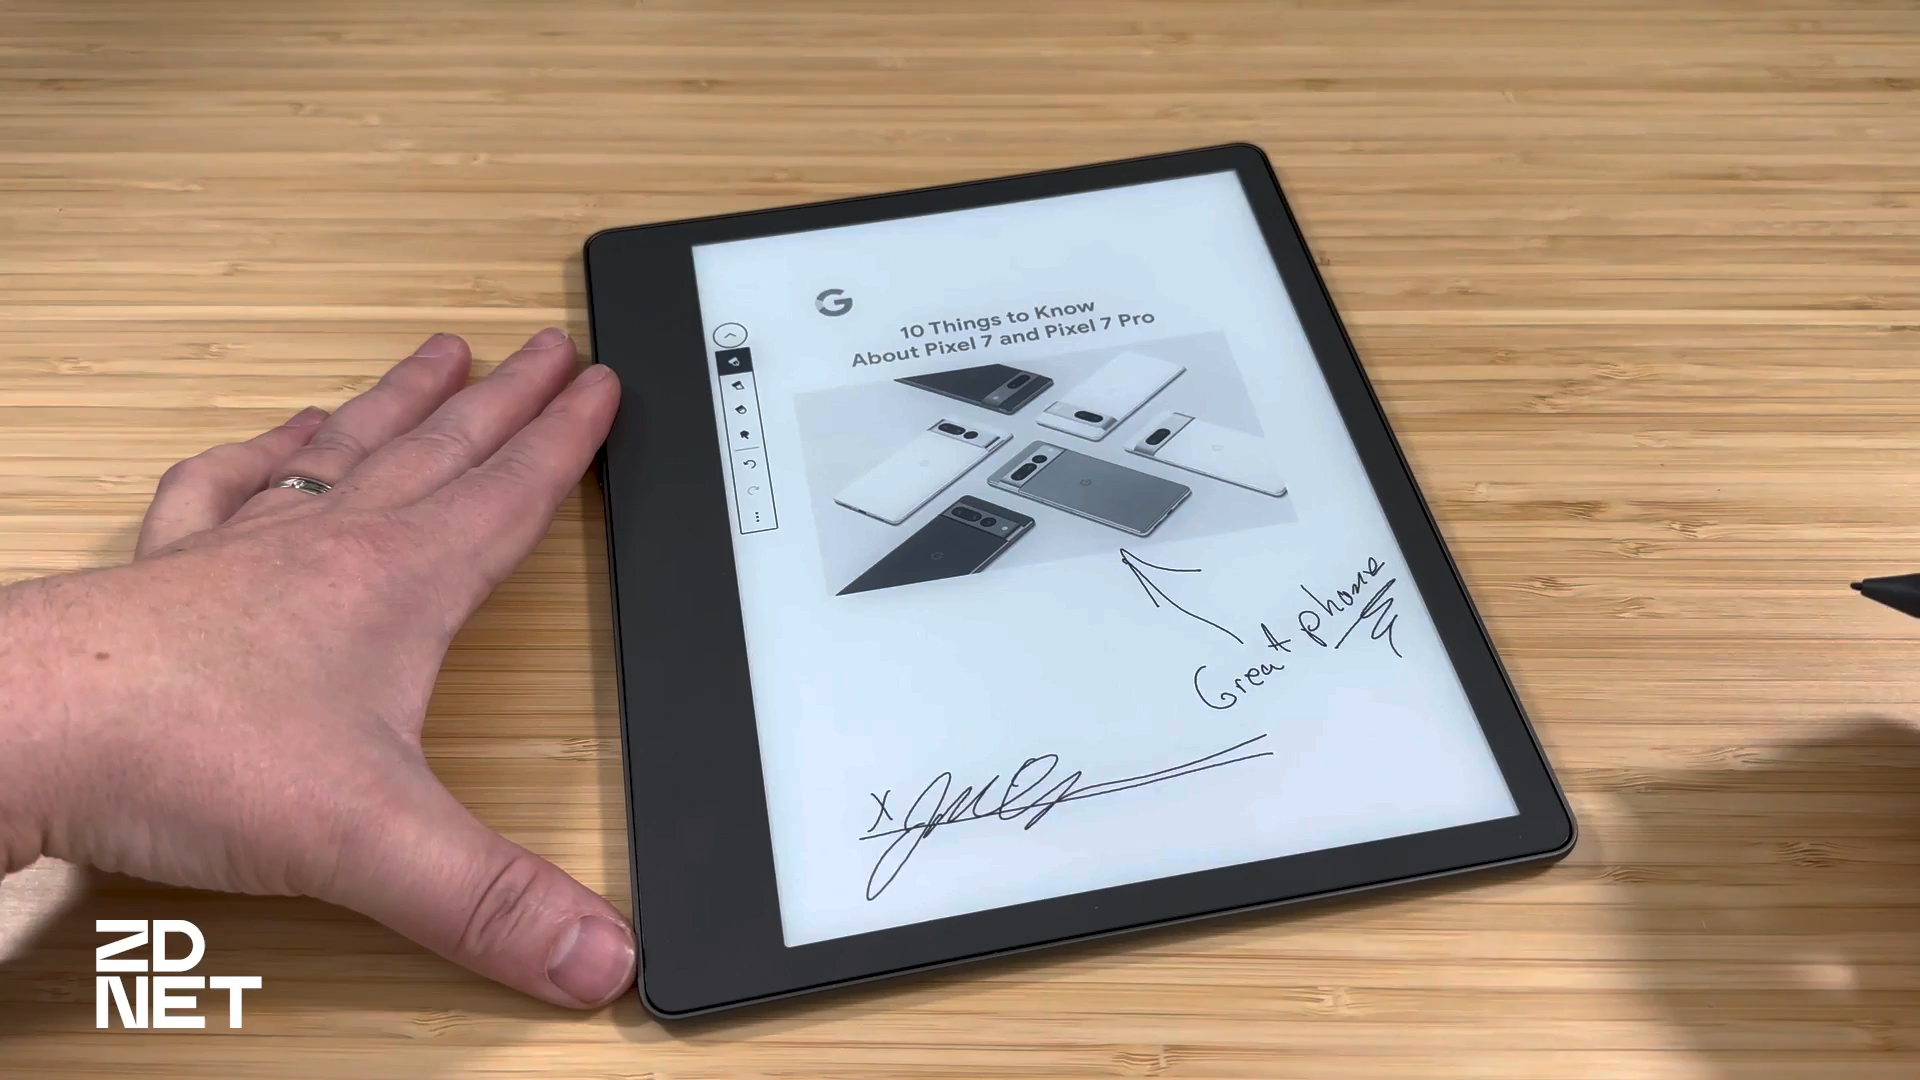 G
10 Things to Know
About Pixel 7 and Pixel 7 Pro
Great phone
X
ZD
NET